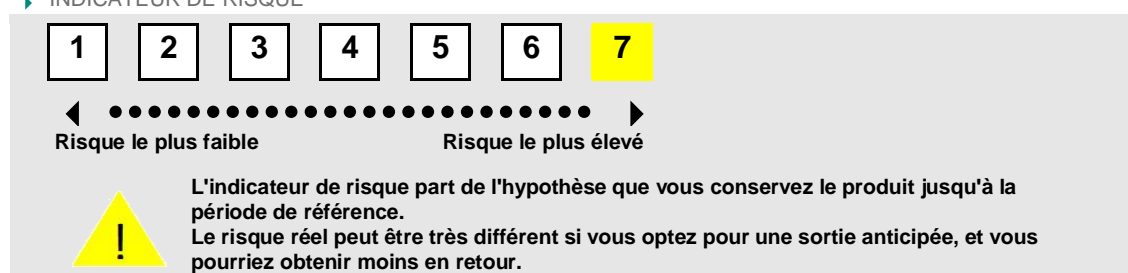 INDICATEUR DE RISQUE
1 2 3 4 5 6 7
Risque le plus faible Risque le plus élevé
L'indicateur de risque part de l'hypothèse que vous conservez le produit jusqu'à la
période de référence.
! Le risque réel peut être très différent si vous optez pour une sortie anticipée, et vous
pourriez obtenir moins en retour.